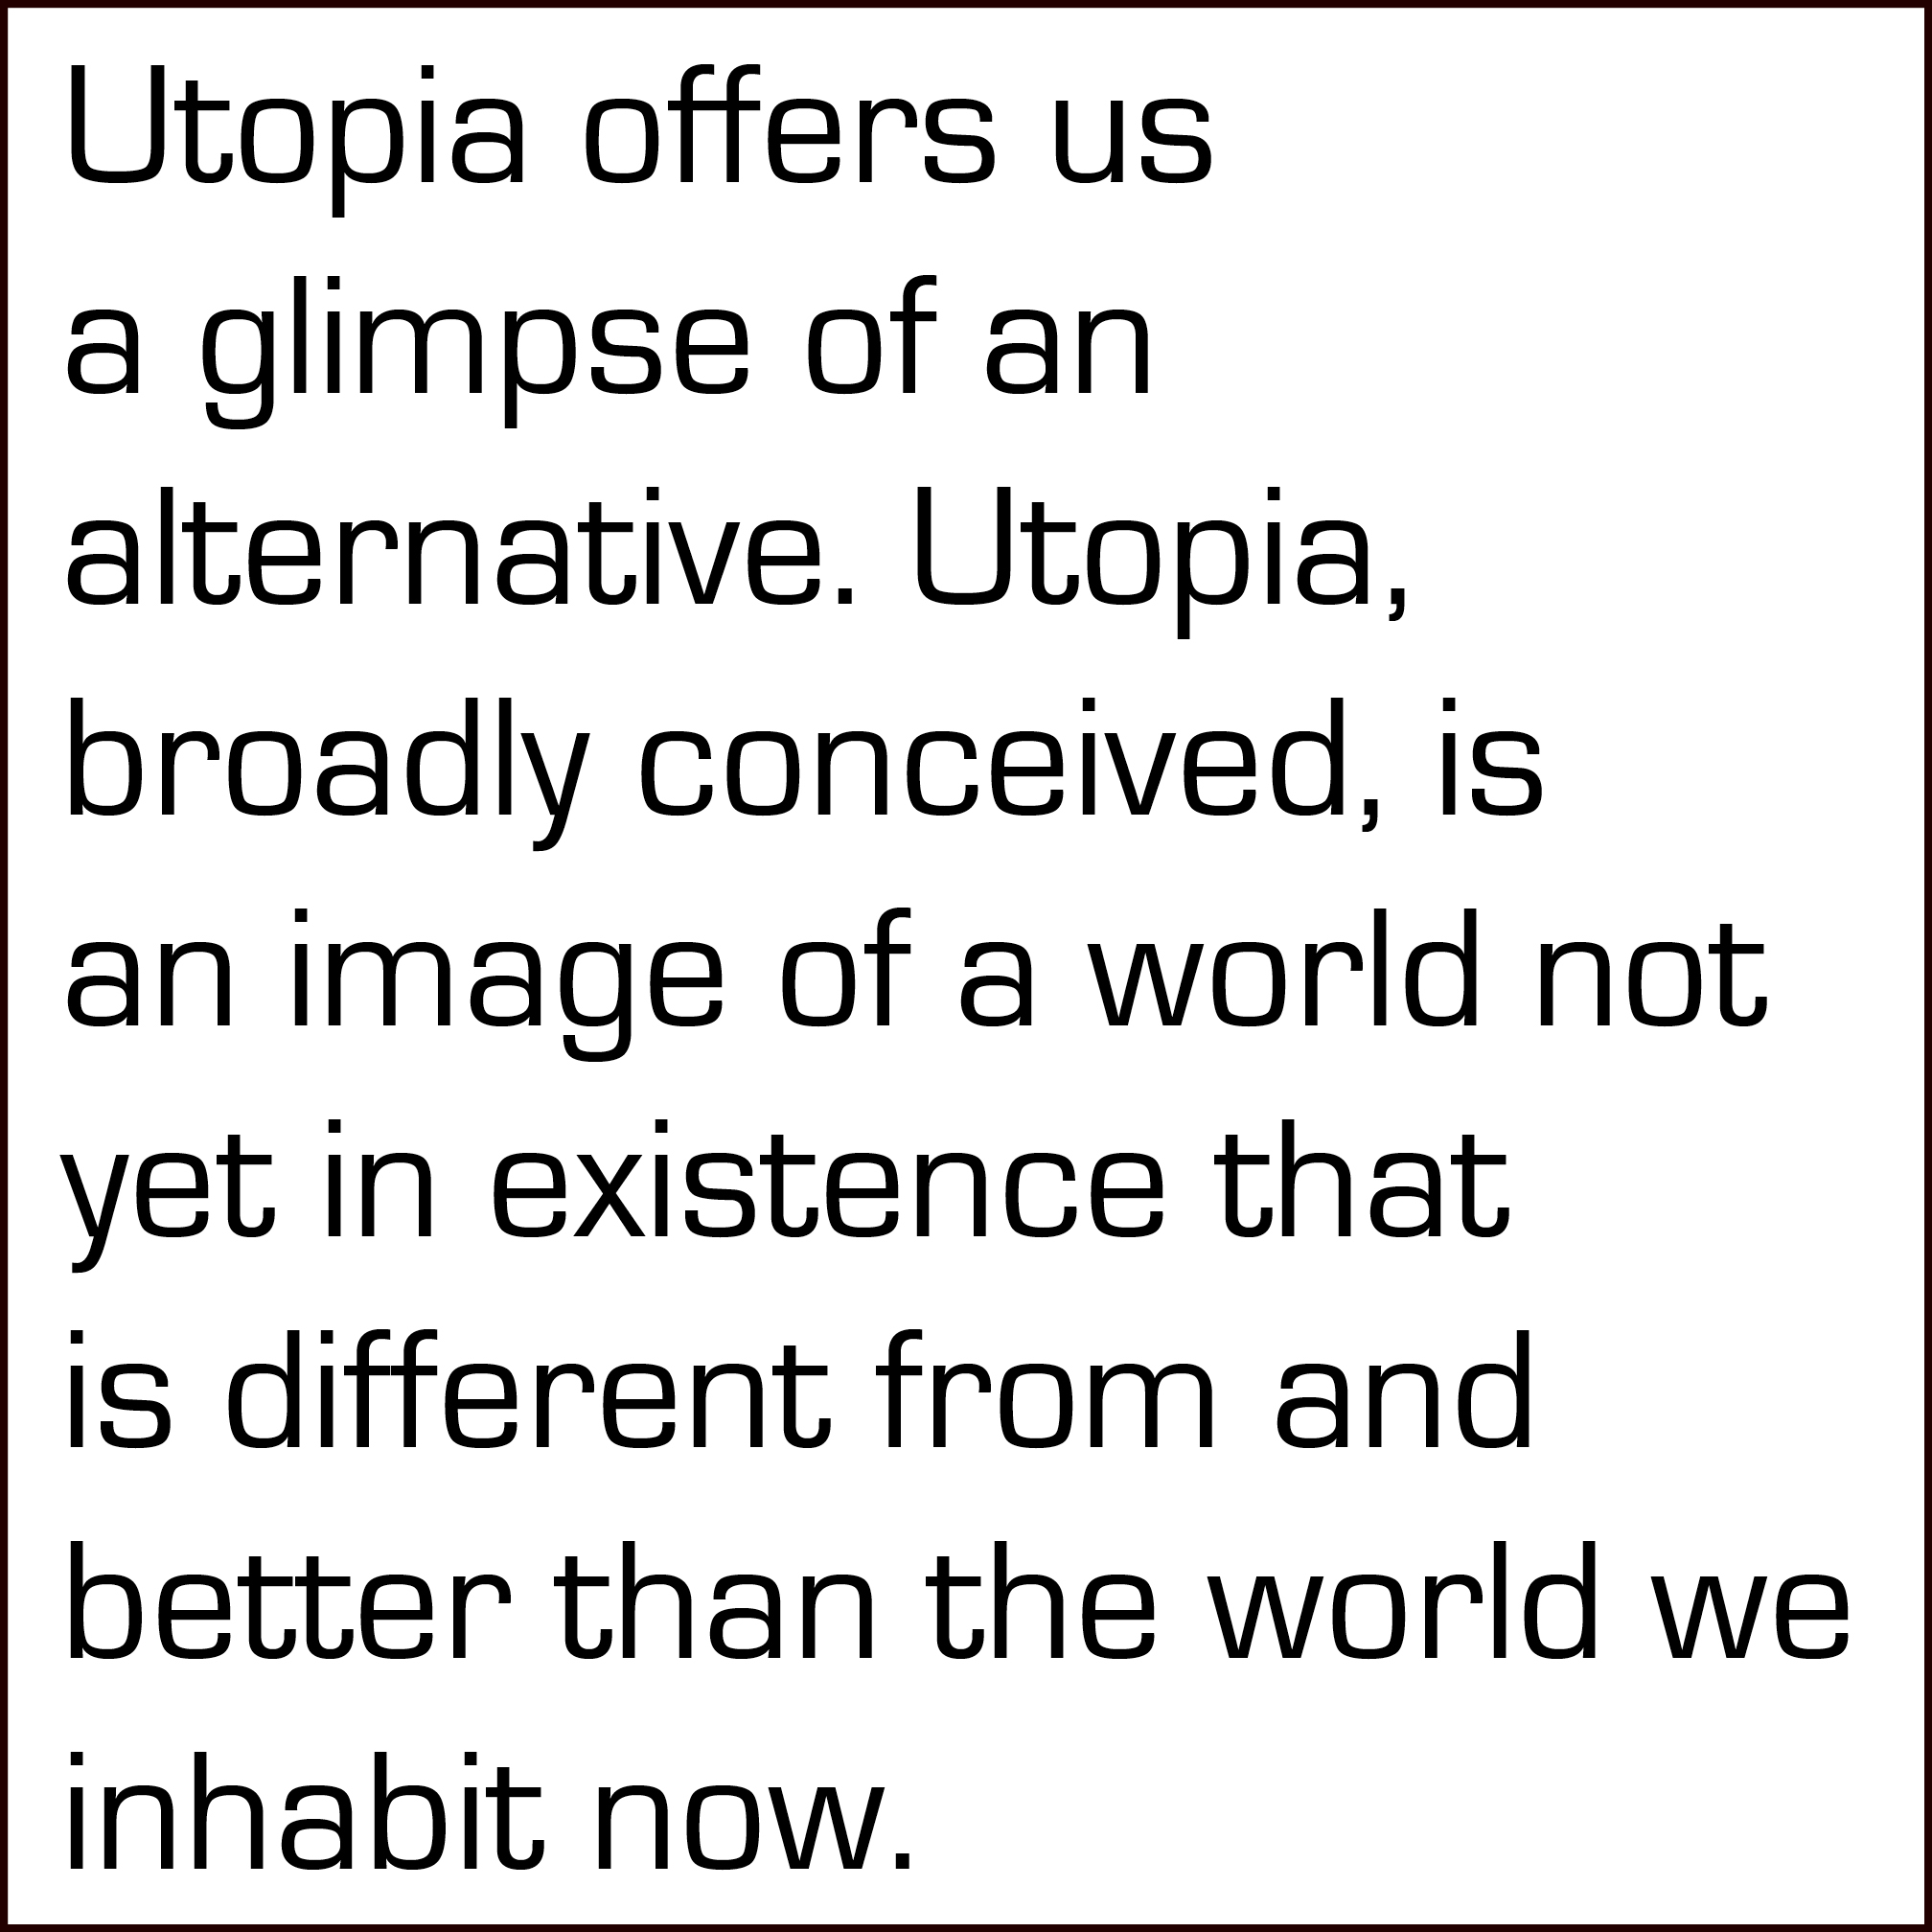 Utopia offers us
a glimpse of an
alternative. Utopia,
broadly conceived, is
an image of a world not
yet in existence that
is different from and
better than the world we
inhabit now.